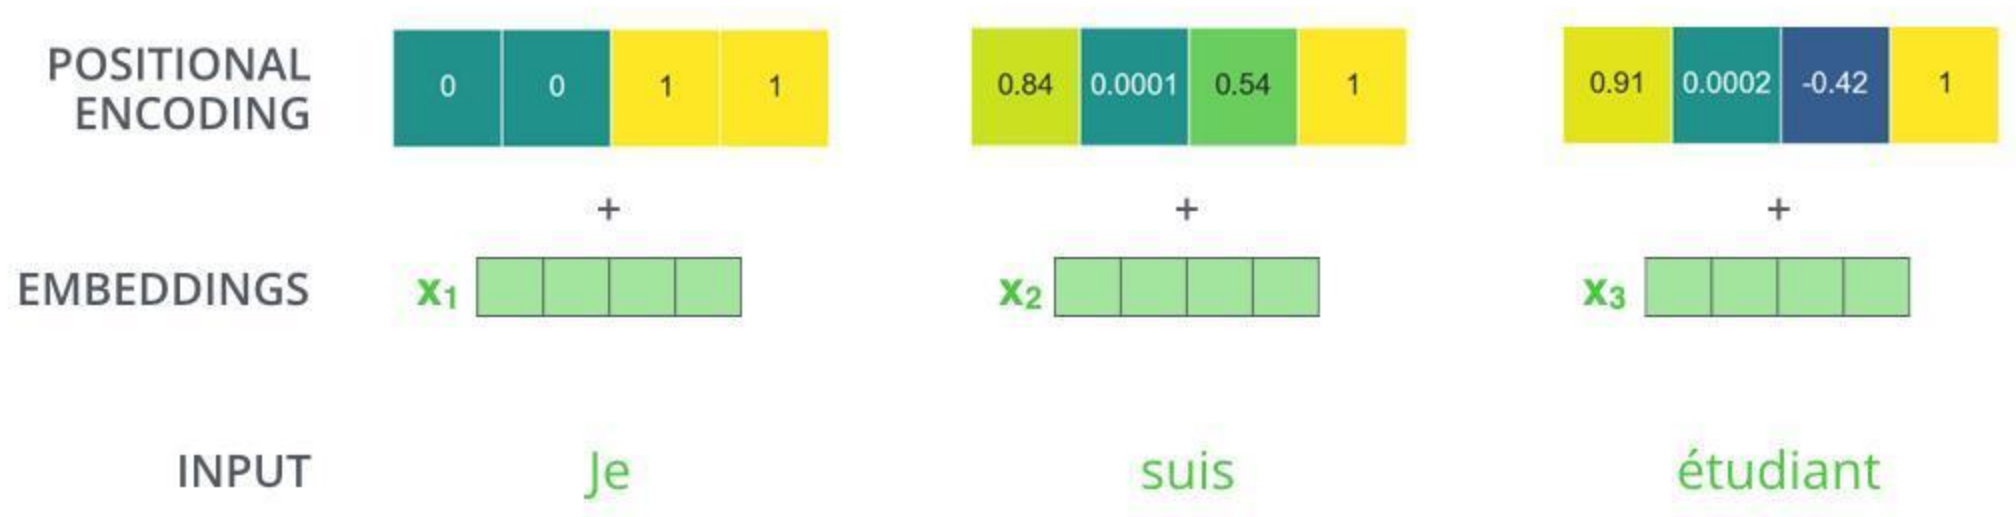 POSITIONAL
ENCODING
0 0 1 1
0.84 0.0001 0.54 1
0.91 0.0002 -0.42 1
+ + +
EMBEDDINGS
x1
x2
x3
INPUT
Je
suis
étudiant